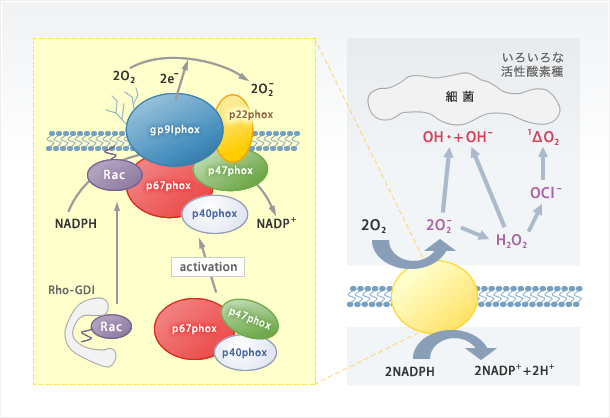 2O₂
2e⁻
2O₂⁻
p22phox
gp9lphox
Rac
p47phox
p67phox
p40phox
NADPH
NADP⁺
activation
Rho-GDI
Rac
p67phox
p47phox
p40phox
いろいろな
活性酸素種
細菌
OH・+OH⁻
¹ΔO₂
OCl⁻
2O₂
2O₂⁻
H₂O₂
2NADPH
2NADP⁺+2H⁺